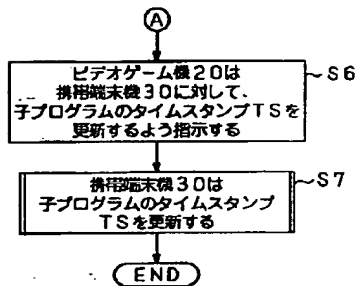 A
ビデオゲーム機20は
携帯端末機30に対して、
子プログラムのタイムスタンプTSを
更新するよう指示する
S6
携帯端末機30は
子プログラムのタイムスタンプ
TSを更新する
S7
END